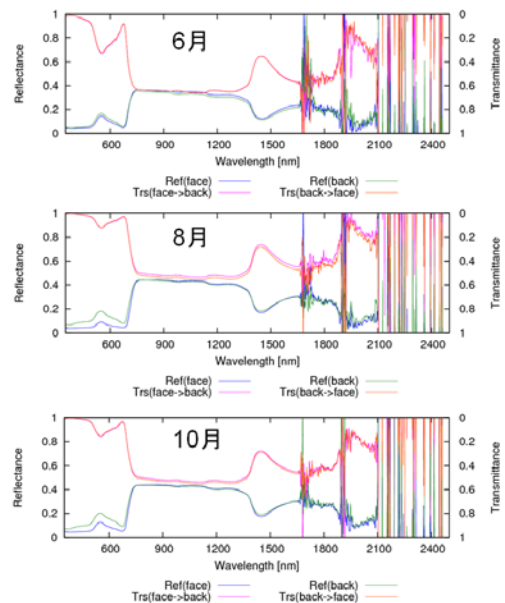 6月
1
0.8
0.6
0.4
0.2
0
Reflectance
0
0.2
0.4
0.6
0.8
1
Transmittance
600 900 1200 1500 1800 2100 2400
Wavelength [nm]
Ref(face) Ref(back)
Trs(face->back) Trs(back->face)
8月
1
0.8
0.6
0.4
0.2
0
Reflectance
0
0.2
0.4
0.6
0.8
1
Transmittance
600 900 1200 1500 1800 2100 2400
Wavelength [nm]
Ref(face) Ref(back)
Trs(face->back) Trs(back->face)
10月
1
0.8
0.6
0.4
0.2
0
Reflectance
0
0.2
0.4
0.6
0.8
1
Transmittance
600 900 1200 1500 1800 2100 2400
Wavelength [nm]
Ref(face) Ref(back)
Trs(face->back) Trs(back->face)